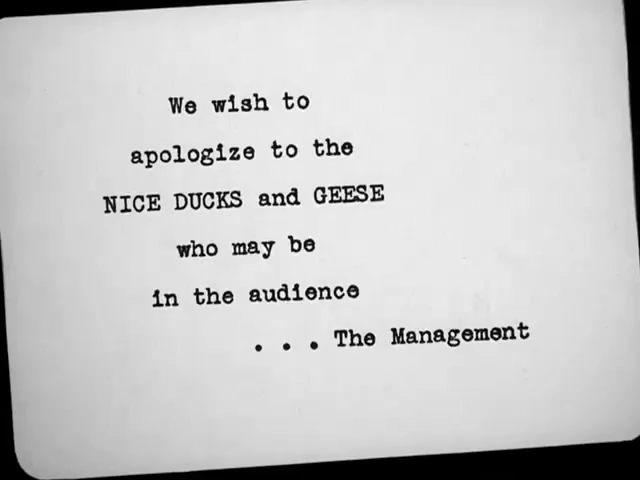 We wish to
apologize to the
NICE DUCKS and GEESE
who may be
in the audience
. . . The Management